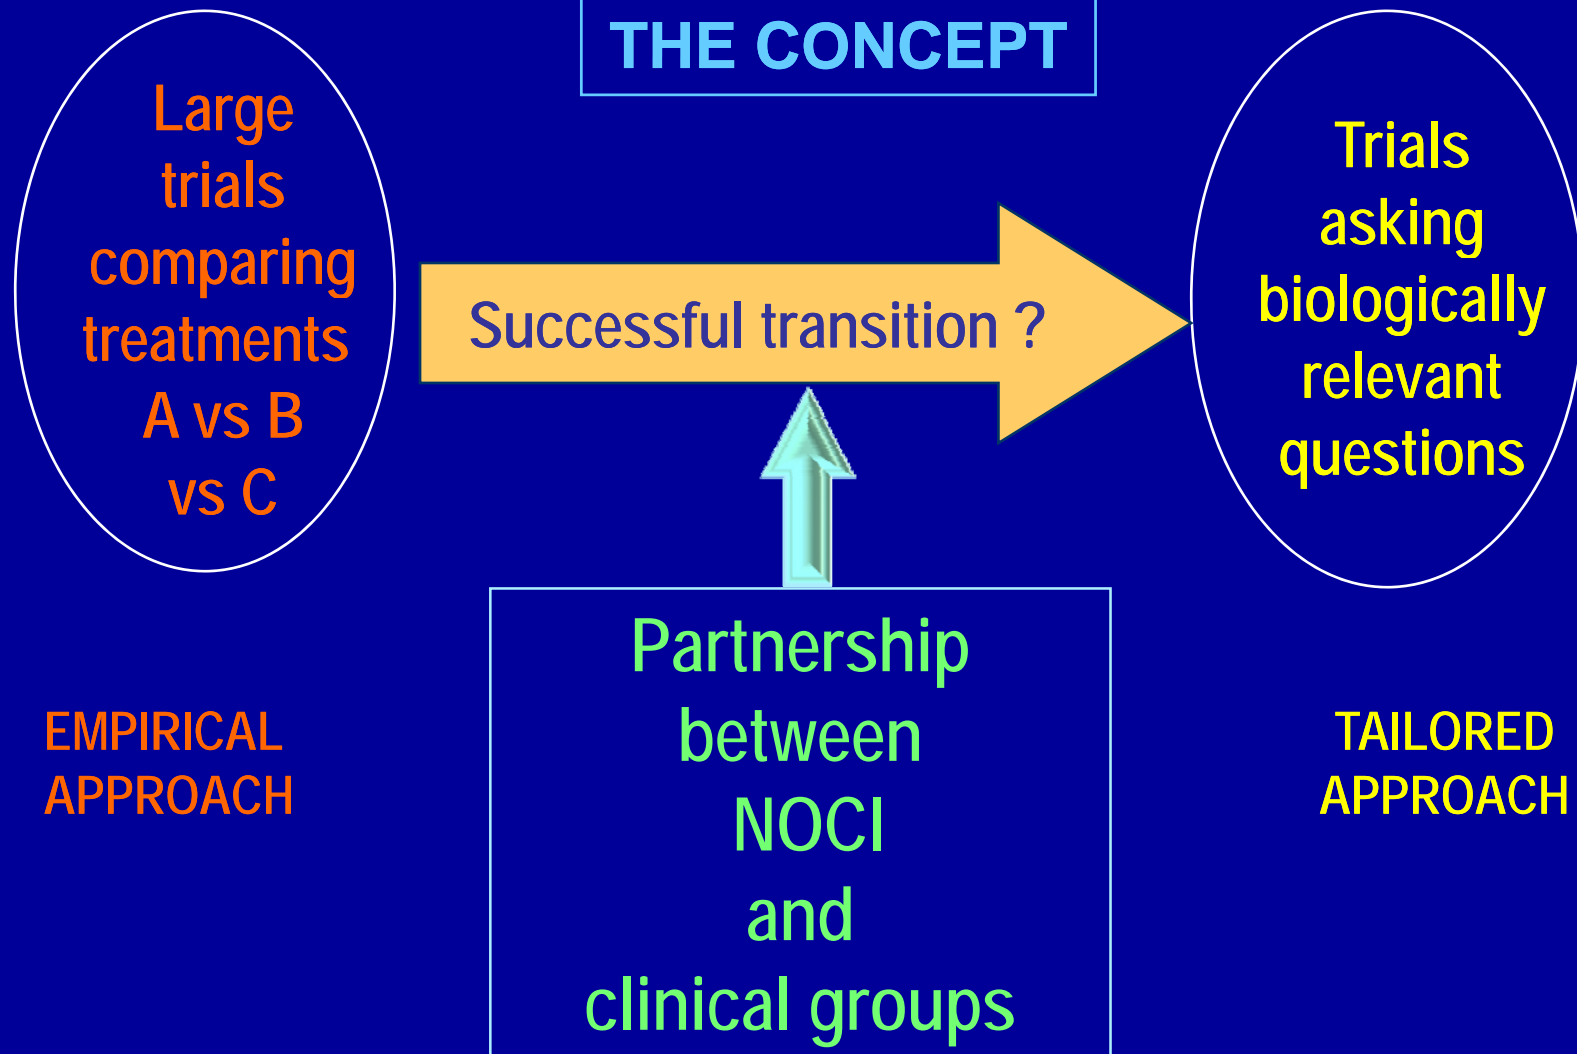 THE CONCEPT
Large
trials
comparing
treatments
A vs B
vs C
Successful transition ?
Trials
asking
biologically
relevant
questions
Partnership
between
NOCI
and
clinical groups
EMPIRICAL
APPROACH
TAILORED
APPROACH